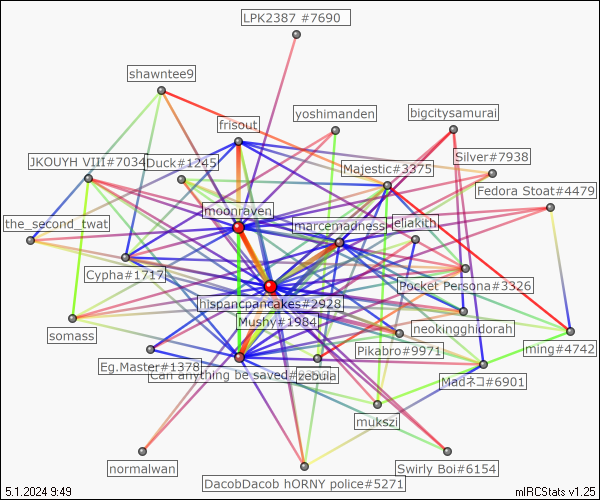 LPK2387 #7690
shawntee9
yoshimanden
bigcitysamurai
frisout
Silver#7938
JKOUYH VIII#7034
Duck#1245
Majestic#3375
Fedora Stoat#4479
moonraven
the_second_twat
marcemadness
eliakith
Cypha#1717
Pocket Persona#3326
hispancpancakes#2928
Mushy#1984
neokingghidorah
somass
Pikabro#9971
ming#4742
Eg.Master#1378
Can anything be saved#
zebula
Madネコ#6901
mukszi
normalwan
Swirly Boi#6154
DacobDacob hORNY police#5271
5.1.2024 9:49
mIRCStats v1.25